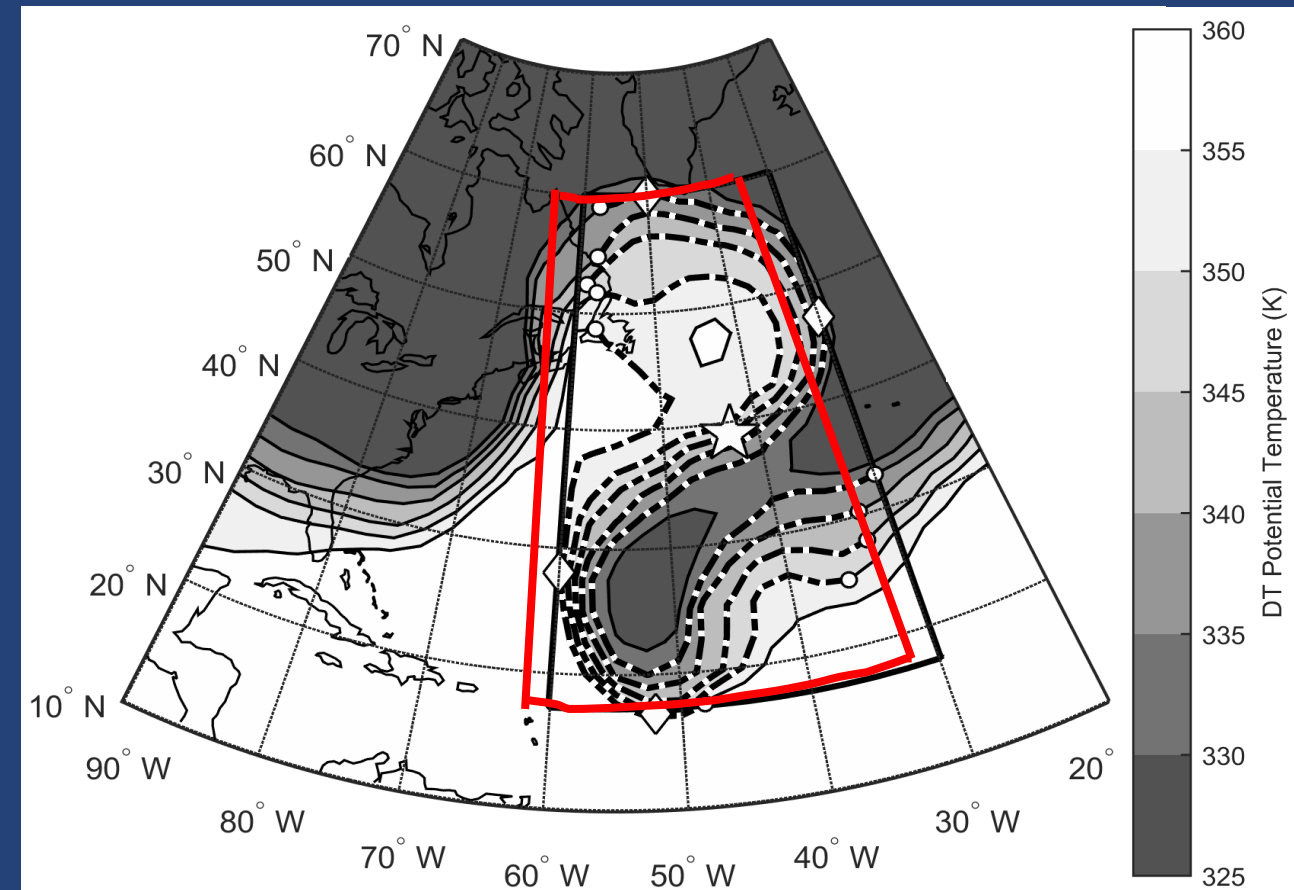 70° N
60° N
50° N
40° N
30° N
20° N
10° N
90° W
80° W
70° W
60° W
50° W
40° W
30° W
20°
360
355
350
345
340
335
330
325
DT Potential Temperature (K)